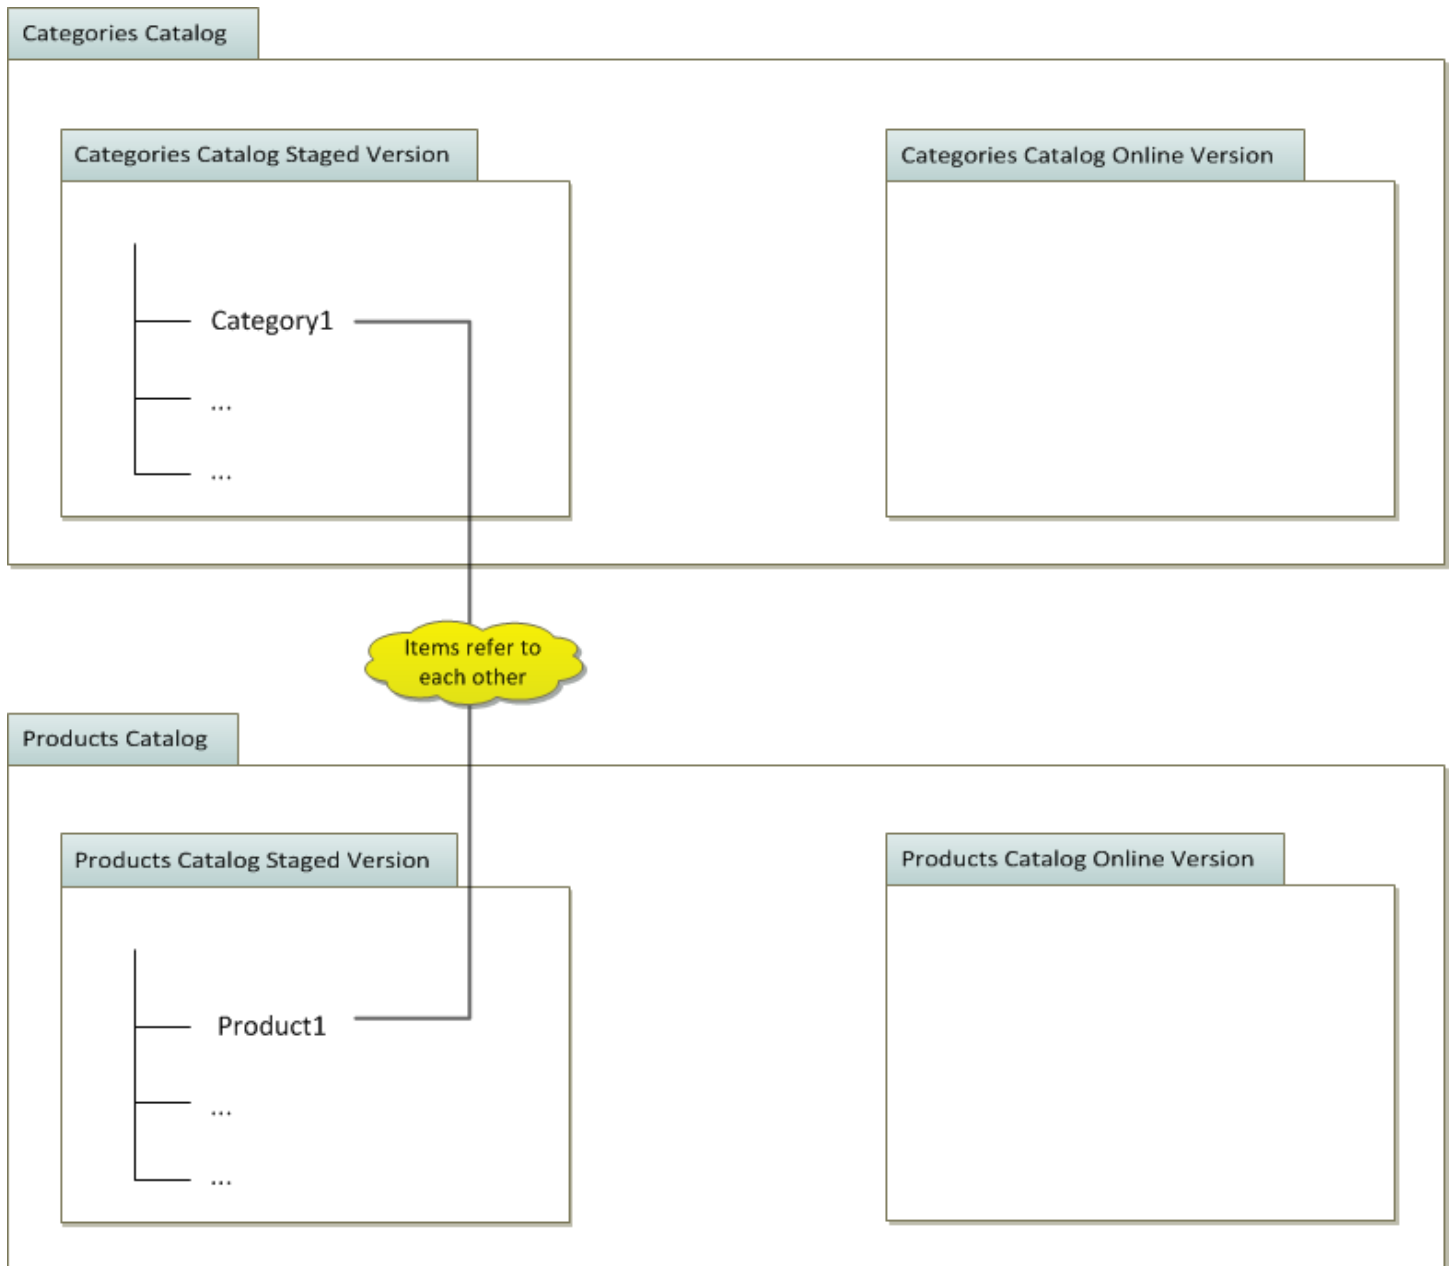 Categories Catalog
Categories Catalog Staged Version
Categories Catalog Online Version
Category1
...
...
Items refer to
each other
Products Catalog
Products Catalog Staged Version
Products Catalog Online Version
Product1
...
...